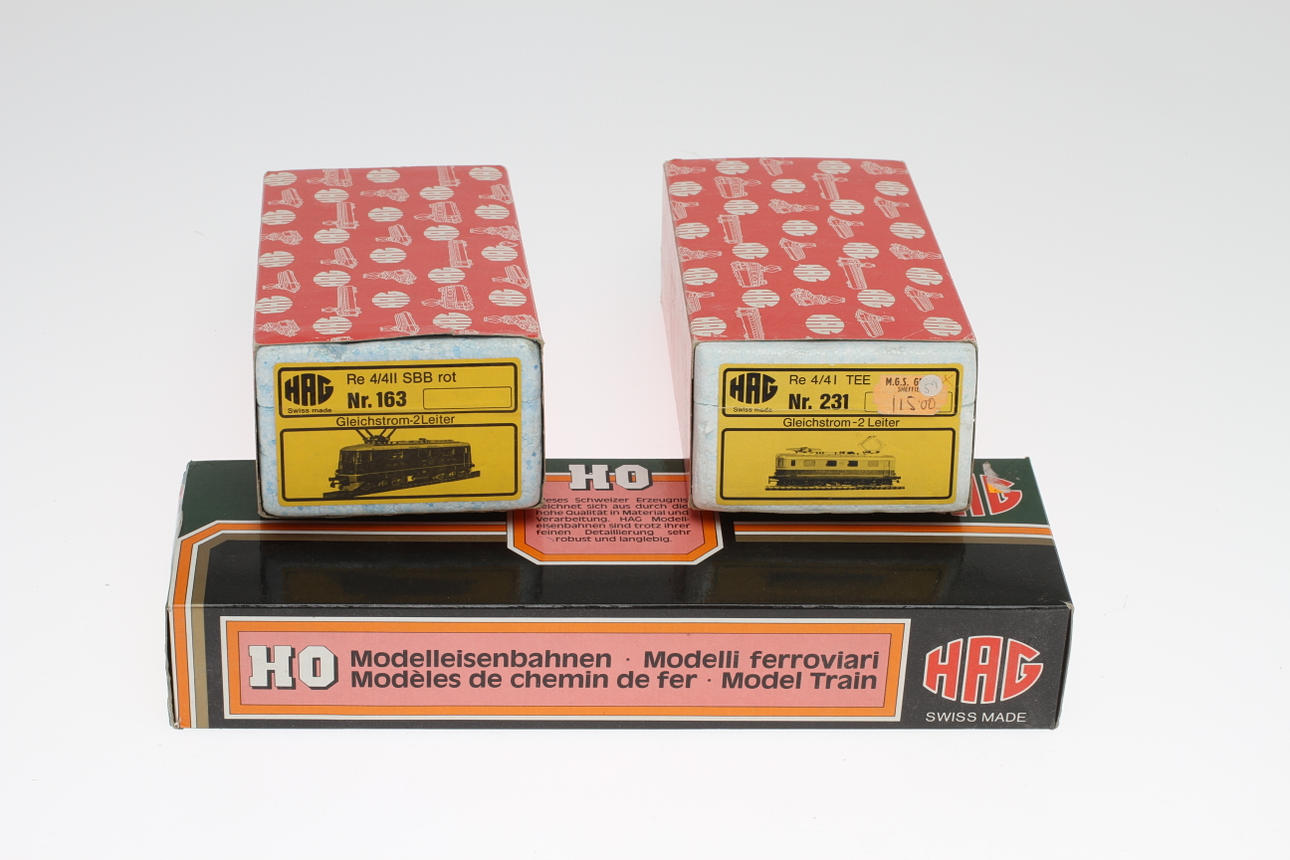 HAG
Swiss made
Re 4/4II SBB rot
Nr. 163
Gleichstrom-2Leiter
HAG
Swiss made
Re 4/4I TEE
Nr. 231
M.G.S.
115.00
Gleichstrom-2 Leiter
HO
Schweizer Erzeugnis
zeichnet sich aus durch die
hohe Qualität in Material und
Verarbeitung. HAG Modell-
eisenbahnen sind trotz ihrer
feinen Detaillierung sehr
robust und langlebig.
HAG
HO
Modelleisenbahnen · Modelli ferroviari
Modèles de chemin de fer · Model Train
HAG
SWISS MADE